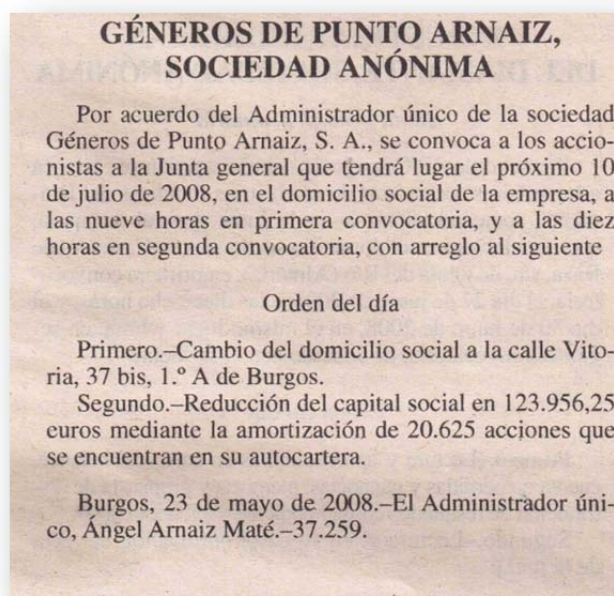 GÉNEROS DE PUNTO ARNAIZ,
SOCIEDAD ANÓNIMA
Por acuerdo del Administrador único de la sociedad
Géneros de Punto Arnaiz, S. A., se convoca a los accio-
nistas a la Junta general que tendrá lugar el próximo 10
de julio de 2008, en el domicilio social de la empresa, a
las nueve horas en primera convocatoria, y a las diez
horas en segunda convocatoria, con arreglo al siguiente
Orden del día
Primero.–Cambio del domicilio social a la calle Vito-
ria, 37 bis, 1.º A de Burgos.
Segundo.–Reducción del capital social en 123.956,25
euros mediante la amortización de 20.625 acciones que
se encuentran en su autocartera.
Burgos, 23 de mayo de 2008.–El Administrador úni-
co, Ángel Arnaiz Maté.–37.259.